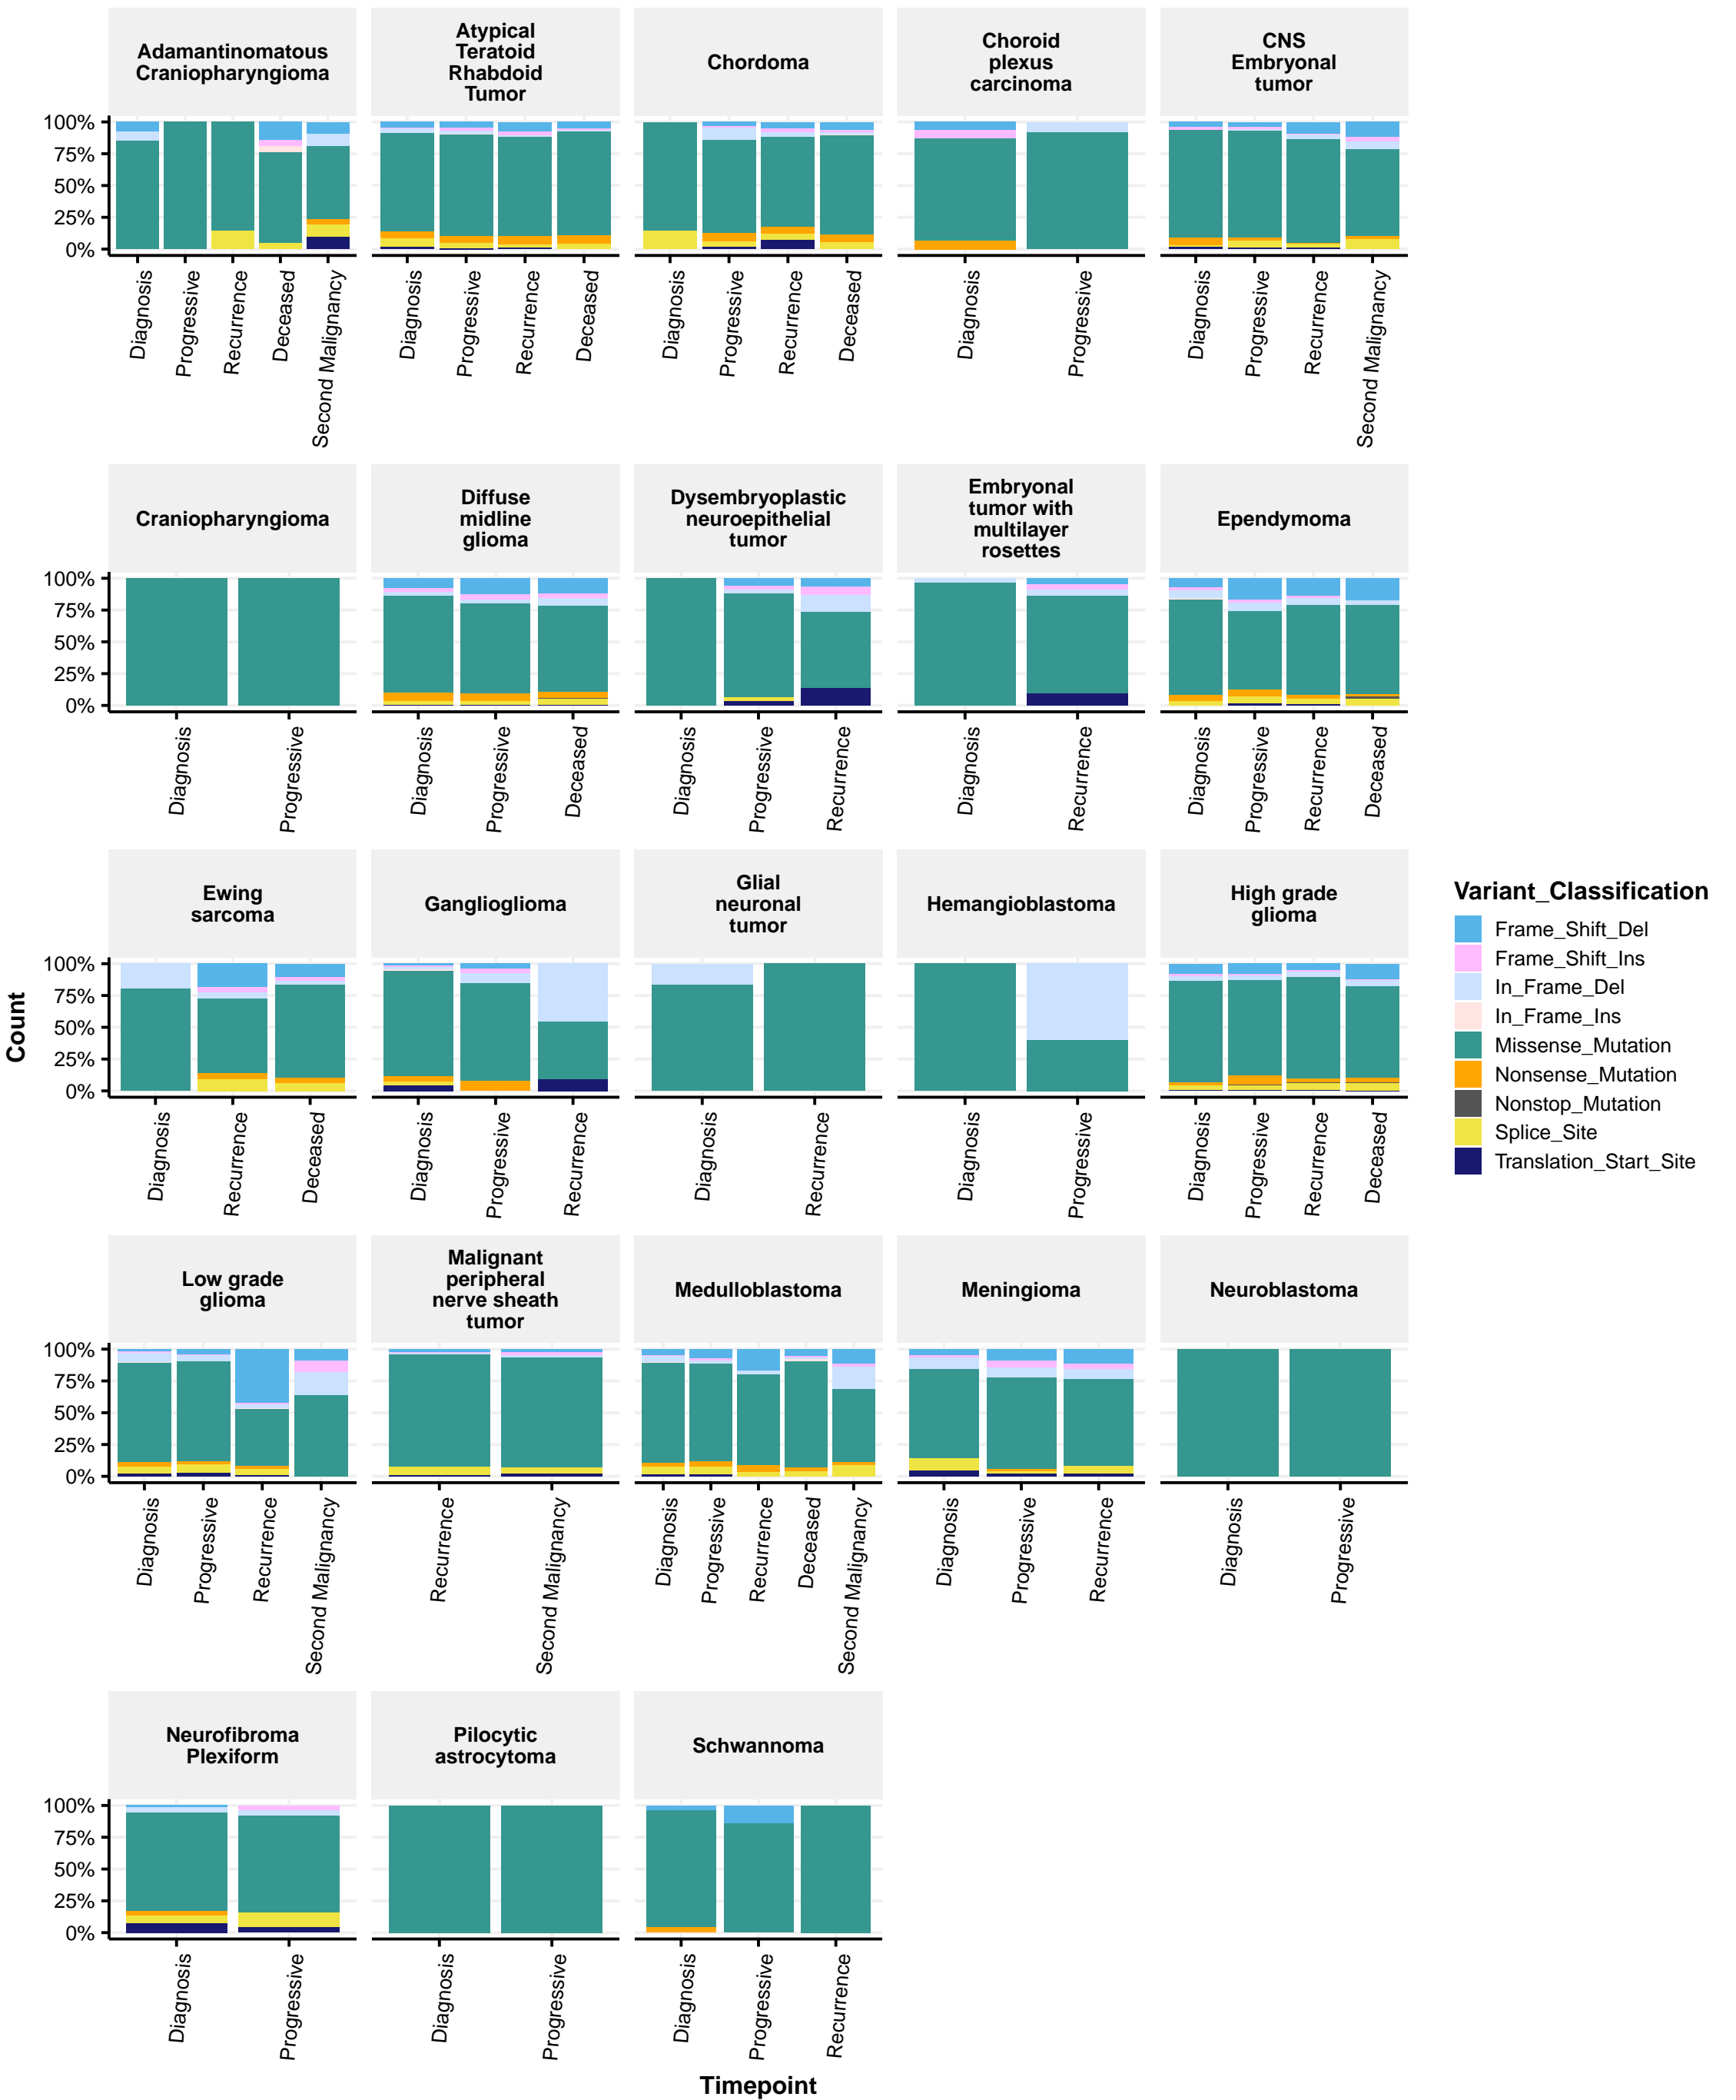 Adamantinomatous
Craniopharyngioma
Atypical
Teratoid
Rhabdoid
Tumor
Chordoma
Choroid
plexus
carcinoma
CNS
Embryonal
tumor
100%
75%
50%
25%
0%
Diagnosis
Progressive
Recurrence
Deceased
Second Malignancy
Diagnosis
Progressive
Recurrence
Deceased
Diagnosis
Progressive
Recurrence
Deceased
Diagnosis
Progressive
Diagnosis
Progressive
Recurrence
Second Malignancy
Craniopharyngioma
Diffuse
midline
glioma
Dysembryoplastic
neuroepithelial
tumor
Embryonal
tumor with
multilayer
rosettes
Ependymoma
100%
75%
50%
25%
0%
Diagnosis
Progressive
Diagnosis
Progressive
Deceased
Diagnosis
Progressive
Recurrence
Diagnosis
Recurrence
Diagnosis
Progressive
Recurrence
Deceased
Ewing
sarcoma
Ganglioglioma
Glial
neuronal
tumor
Hemangioblastoma
High grade
glioma
100%
75%
50%
25%
0%
Diagnosis
Recurrence
Deceased
Diagnosis
Progressive
Recurrence
Diagnosis
Recurrence
Diagnosis
Progressive
Diagnosis
Progressive
Recurrence
Deceased
Count
Variant_Classification
Frame_Shift_Del
Frame_Shift_Ins
In_Frame_Del
In_Frame_Ins
Missense_Mutation
Nonsense_Mutation
Nonstop_Mutation
Splice_Site
Translation_Start_Site
Low grade
glioma
Malignant
peripheral
nerve sheath
tumor
Medulloblastoma
Meningioma
Neuroblastoma
100%
75%
50%
25%
0%
Diagnosis
Progressive
Recurrence
Second Malignancy
Recurrence
Second Malignancy
Diagnosis
Progressive
Recurrence
Deceased
Second Malignancy
Diagnosis
Progressive
Recurrence
Diagnosis
Progressive
Neurofibroma
Plexiform
Pilocytic
astrocytoma
Schwannoma
100%
75%
50%
25%
0%
Diagnosis
Progressive
Diagnosis
Progressive
Diagnosis
Progressive
Recurrence
Timepoint